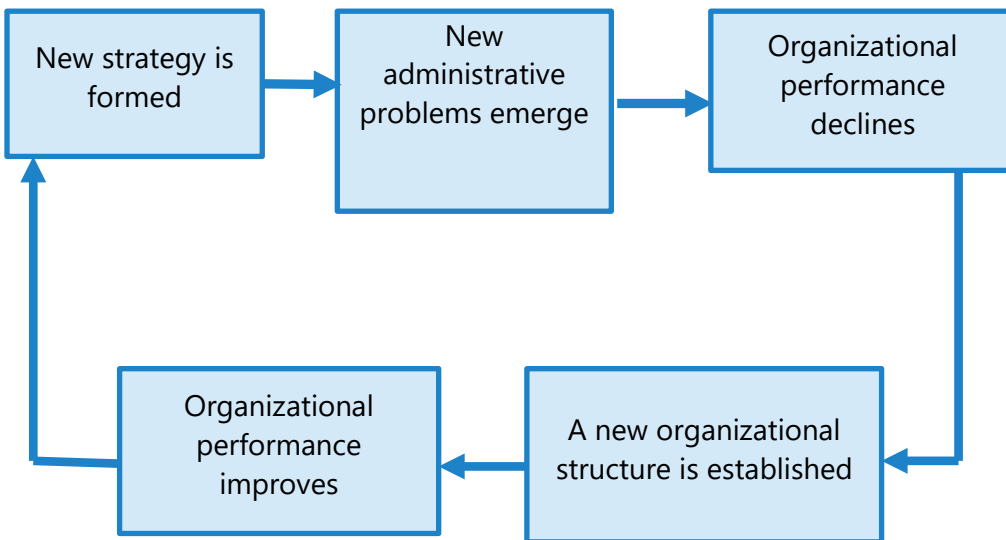 New strategy is
formed
New
administrative
problems emerge
Organizational
performance
declines
A new organizational
structure is established
Organizational
performance
improves